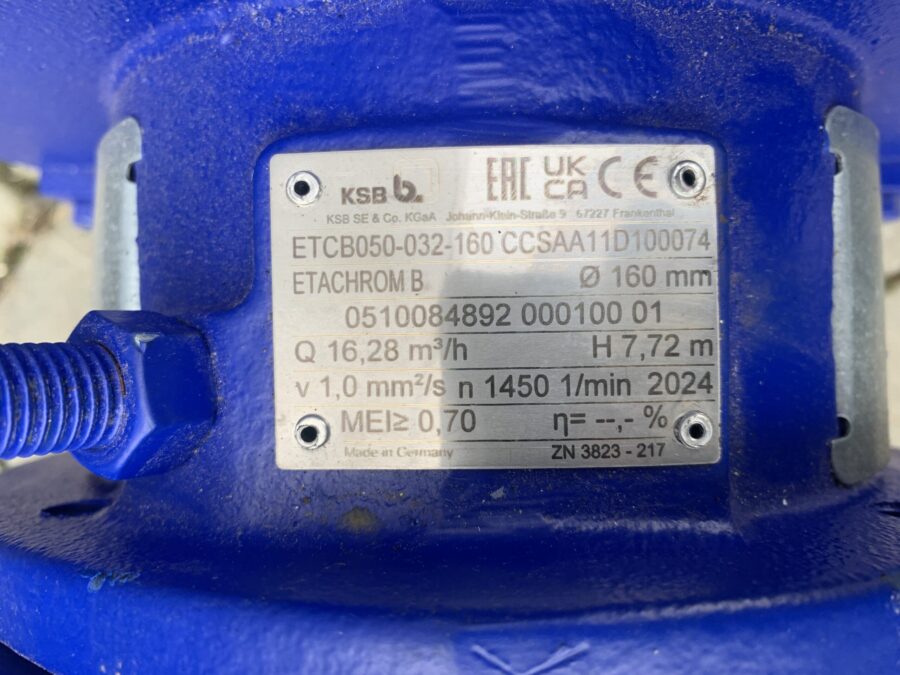 KSB b. EAC UK CA CE
KSB SE & Co. KGaA Johann-Klein-Straße 9 67227 Frankenthal
ETCB050-032-160 CCSAA11D100074
ETACHROM B Ø 160 mm
0510084892 000100 01
Q 16,28 m³/h H 7,72 m
v 1,0 mm²/s n 1450 1/min 2024
MEI≥ 0,70 η= --,- %
Made in Germany ZN 3823 - 217